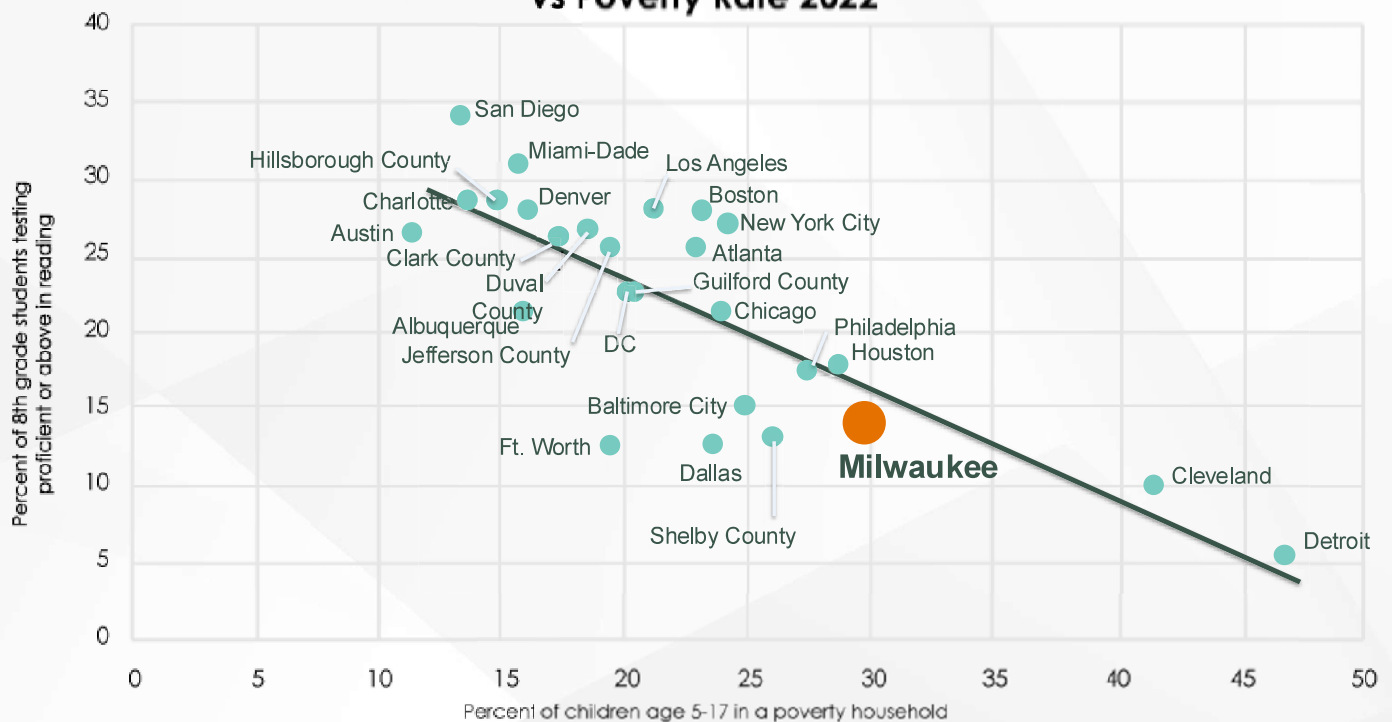 vs Poverty Rate 2022
40
35
30
25
20
15
10
5
0
Percent of 8th grade students testing
proficient or above in reading
San Diego
Miami-Dade
Hillsborough County
Los Angeles
Charlotte
Denver
Boston
Austin
New York City
Clark County
Atlanta
Duval
County
Guilford County
Albuquerque
Chicago
Jefferson County
DC
Philadelphia
Houston
Baltimore City
Ft. Worth
Dallas
Milwaukee
Shelby County
Cleveland
Detroit
0 5 10 15 20 25 30 35 40 45 50
Percent of children age 5-17 in a poverty household